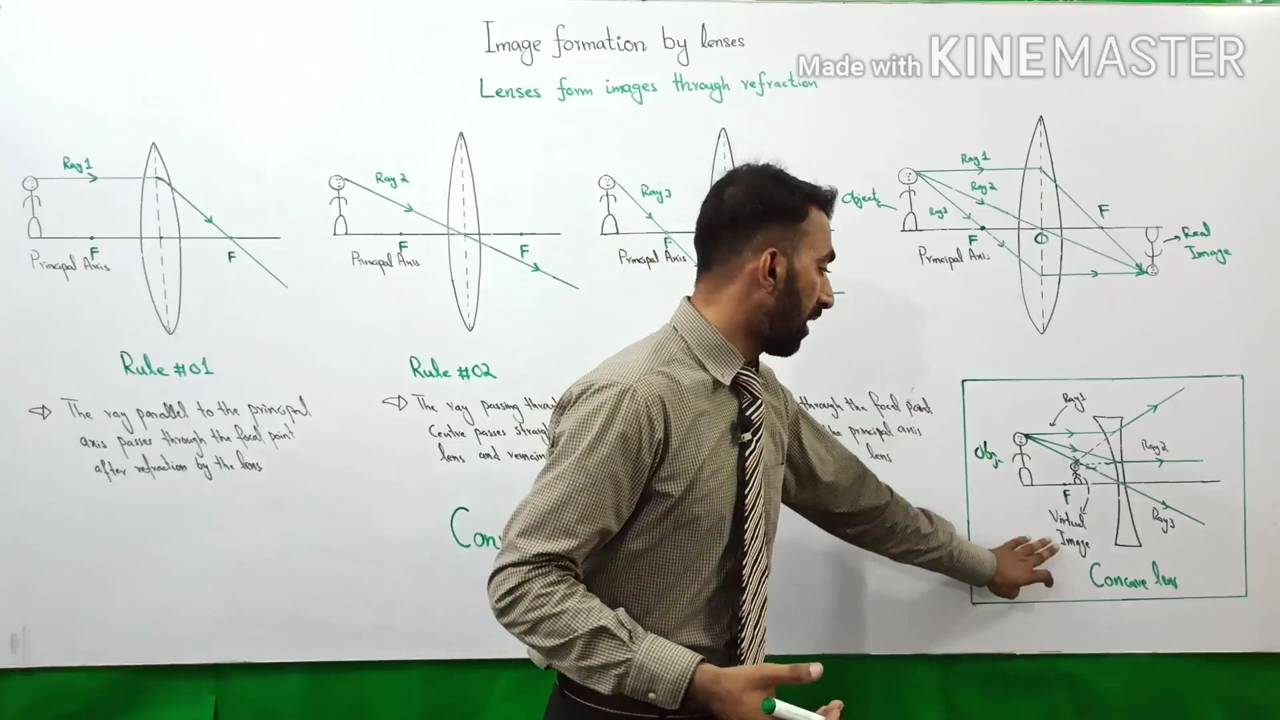 Image formation by lenses
Made with KINEMASTER
Lenses form images through refraction
Ray 1
F
F
Principal Axis
Ray 2
F
F
Principal Axis
Ray 3
F
Principal Axis
Object
Ray 1
Ray 2
Ray 3
F
F
O
Principal Axis
Real
Image
Rule #01
The ray parallel to the principal
axis passes through the focal point
after refraction by the lens
Rule #02
The ray passing
Centre passes
lens and
through the focal point
principal axis
lens
Obj.
Ray 1
Ray 2
Ray 3
F
Virtual
Image
Concave lens